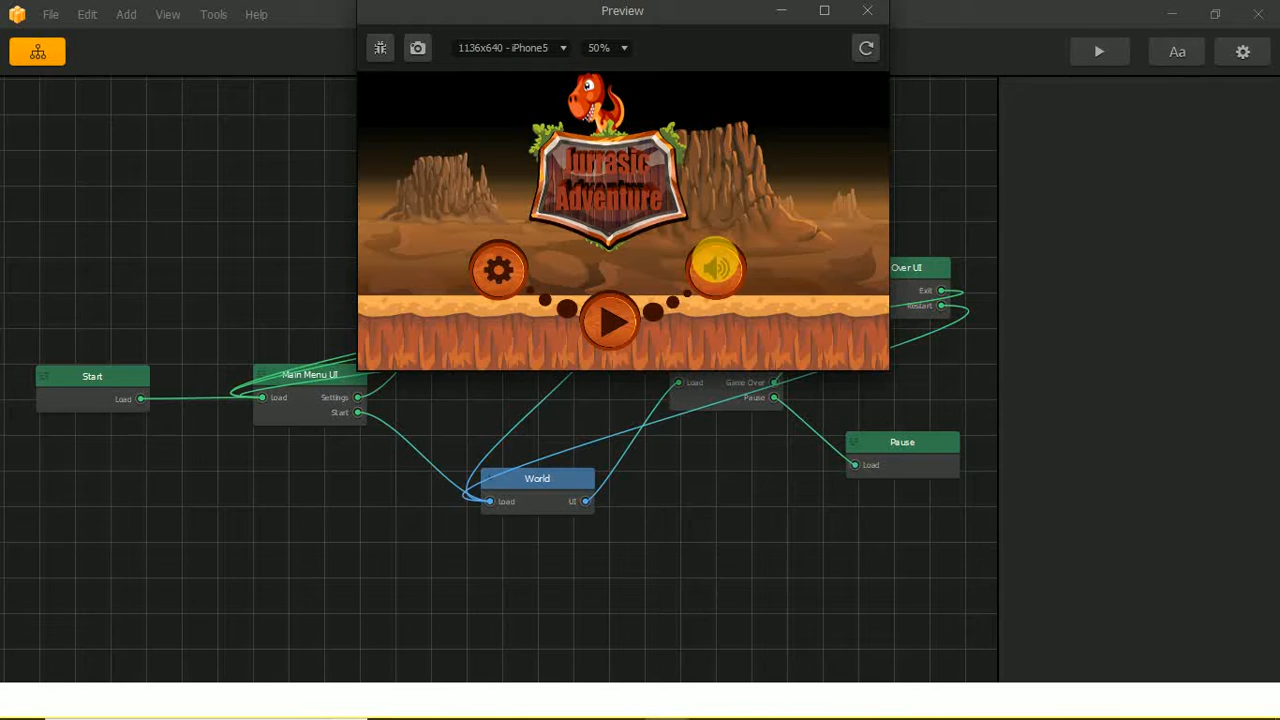 File Edit Add View Tools Help
Preview
1136x640 - iPhone5
50%
Aa
Jurrasic
Adventure
Over UI
Exit
Restart
Start
Load
Main Menu UI
Load Settings
Start
Load Game Over
Pause
Pause
Load
World
Load UI